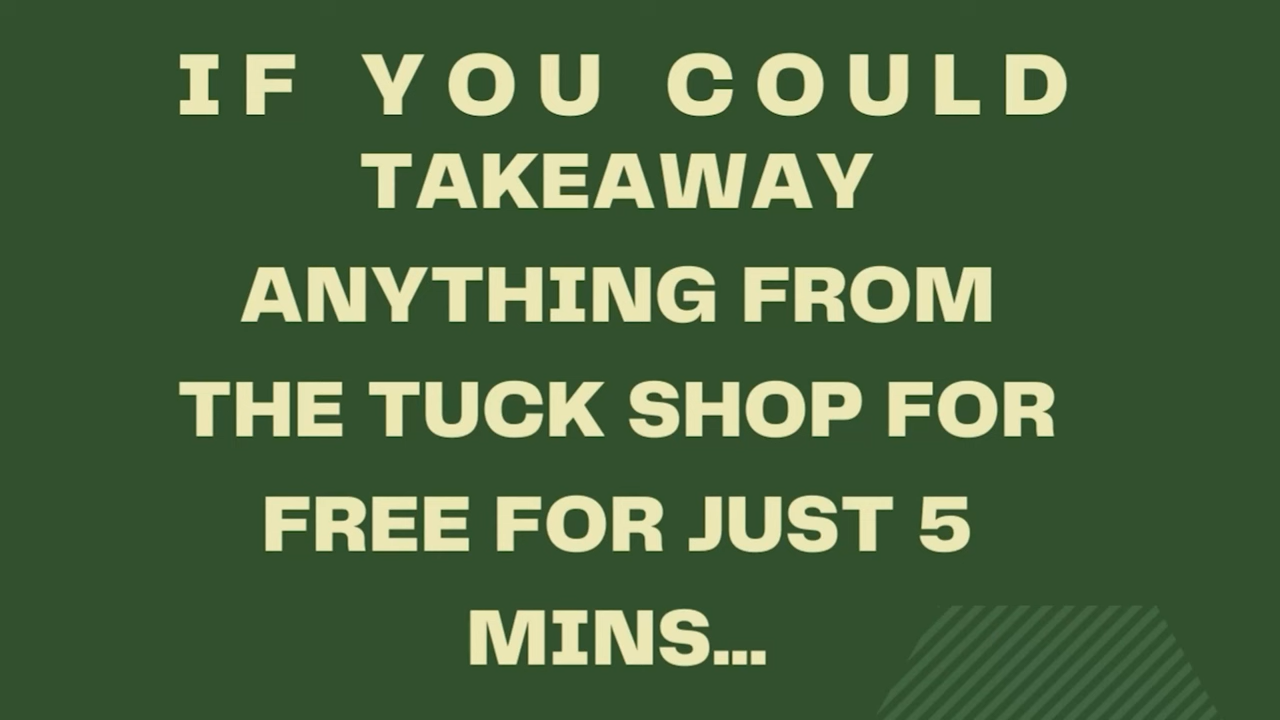 IF YOU COULD
TAKEAWAY
ANYTHING FROM
THE TUCK SHOP FOR
FREE FOR JUST 5
MINS...